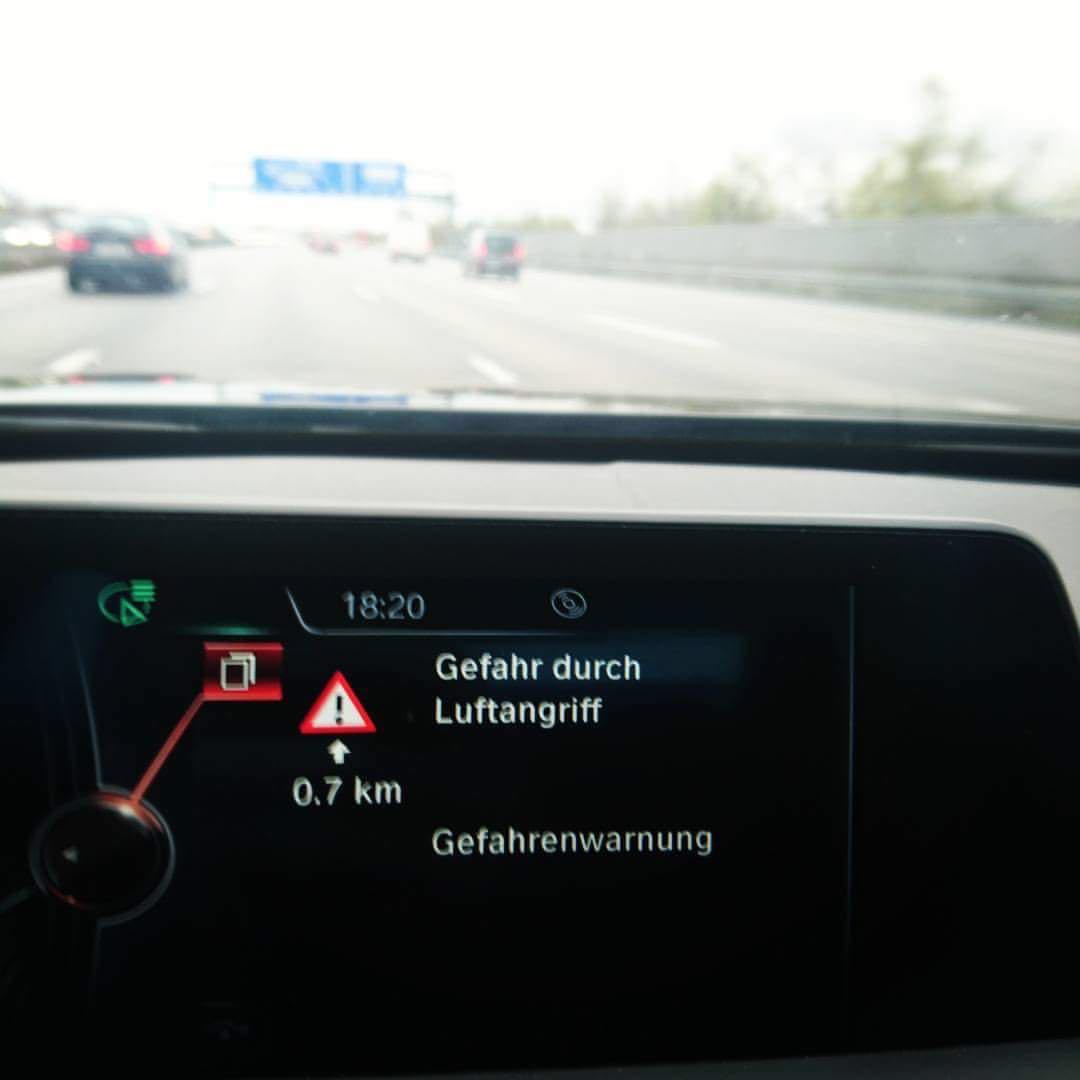 18:20
Gefahr durch
Luftangriff
0.7 km
Gefahrenwarnung